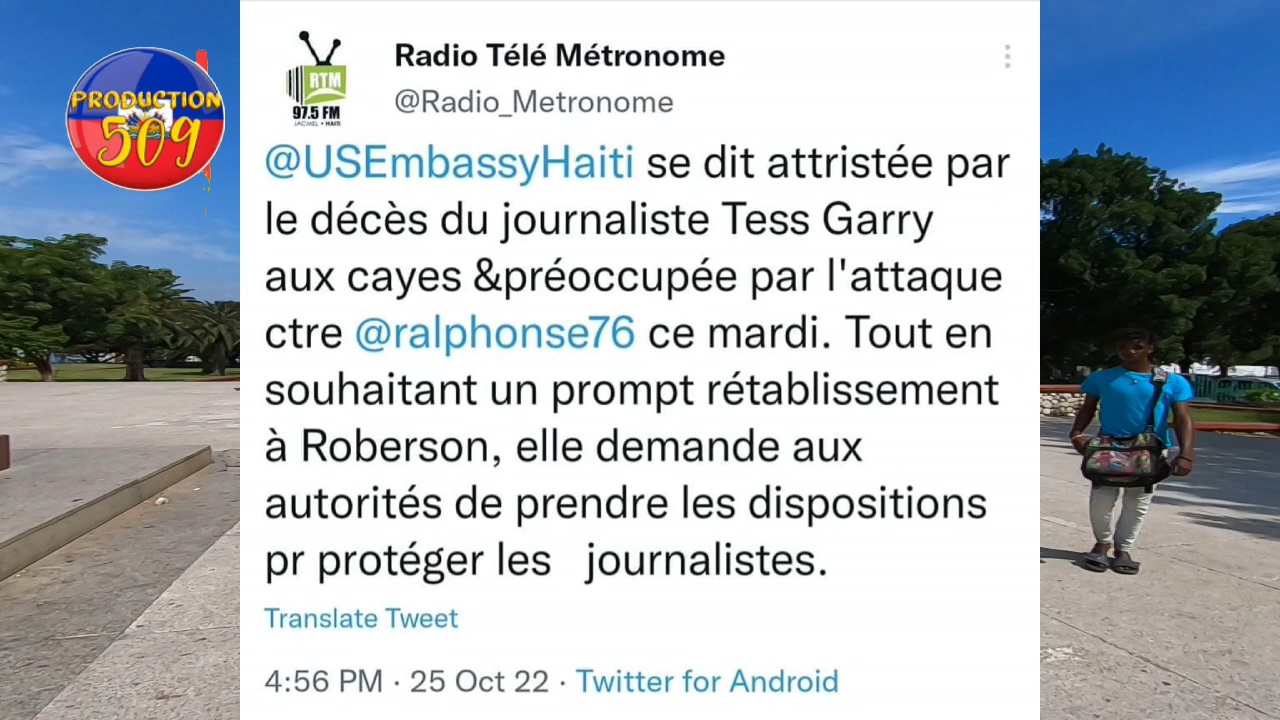 PRODUCTION
509
RTM
97.5 FM
JACMEL • HAITI
Radio Télé Métronome
@Radio_Metronome
@USEmbassyHaiti se dit attristée par
le décès du journaliste Tess Garry
aux cayes &préoccupée par l'attaque
ctre @ralphonse76 ce mardi. Tout en
souhaitant un prompt rétablissement
à Roberson, elle demande aux
autorités de prendre les dispositions
pr protéger les journalistes.
Translate Tweet
4:56 PM · 25 Oct 22 · Twitter for Android